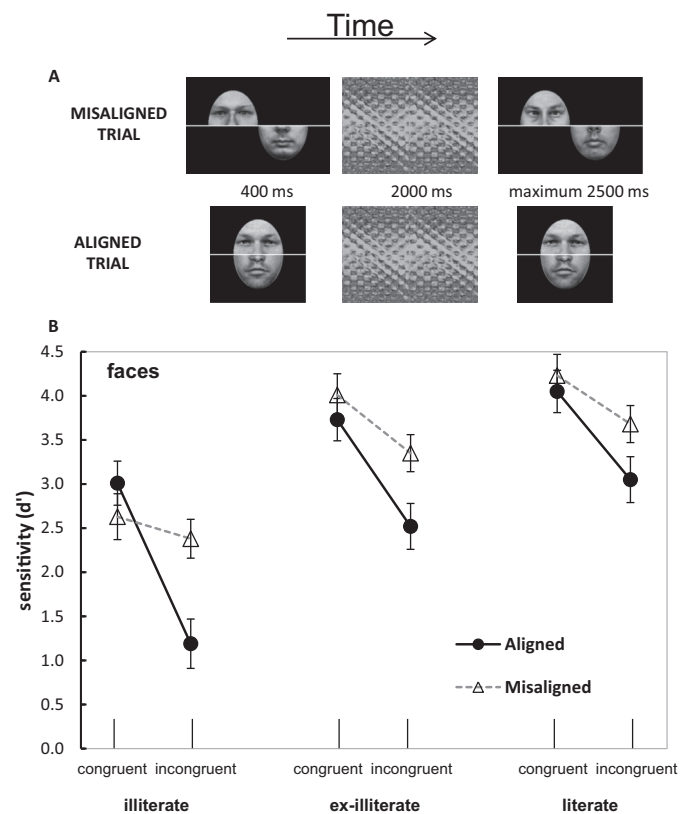 Time
A
MISALIGNED
TRIAL
400 ms 2000 ms maximum 2500 ms
ALIGNED
TRIAL
B
4.5
faces
4.0
3.5
3.0
2.5
2.0
1.5
1.0
0.5
0.0
sensitivity (d')
Aligned
Misaligned
congruent incongruent congruent incongruent congruent incongruent
illiterate ex-illiterate literate